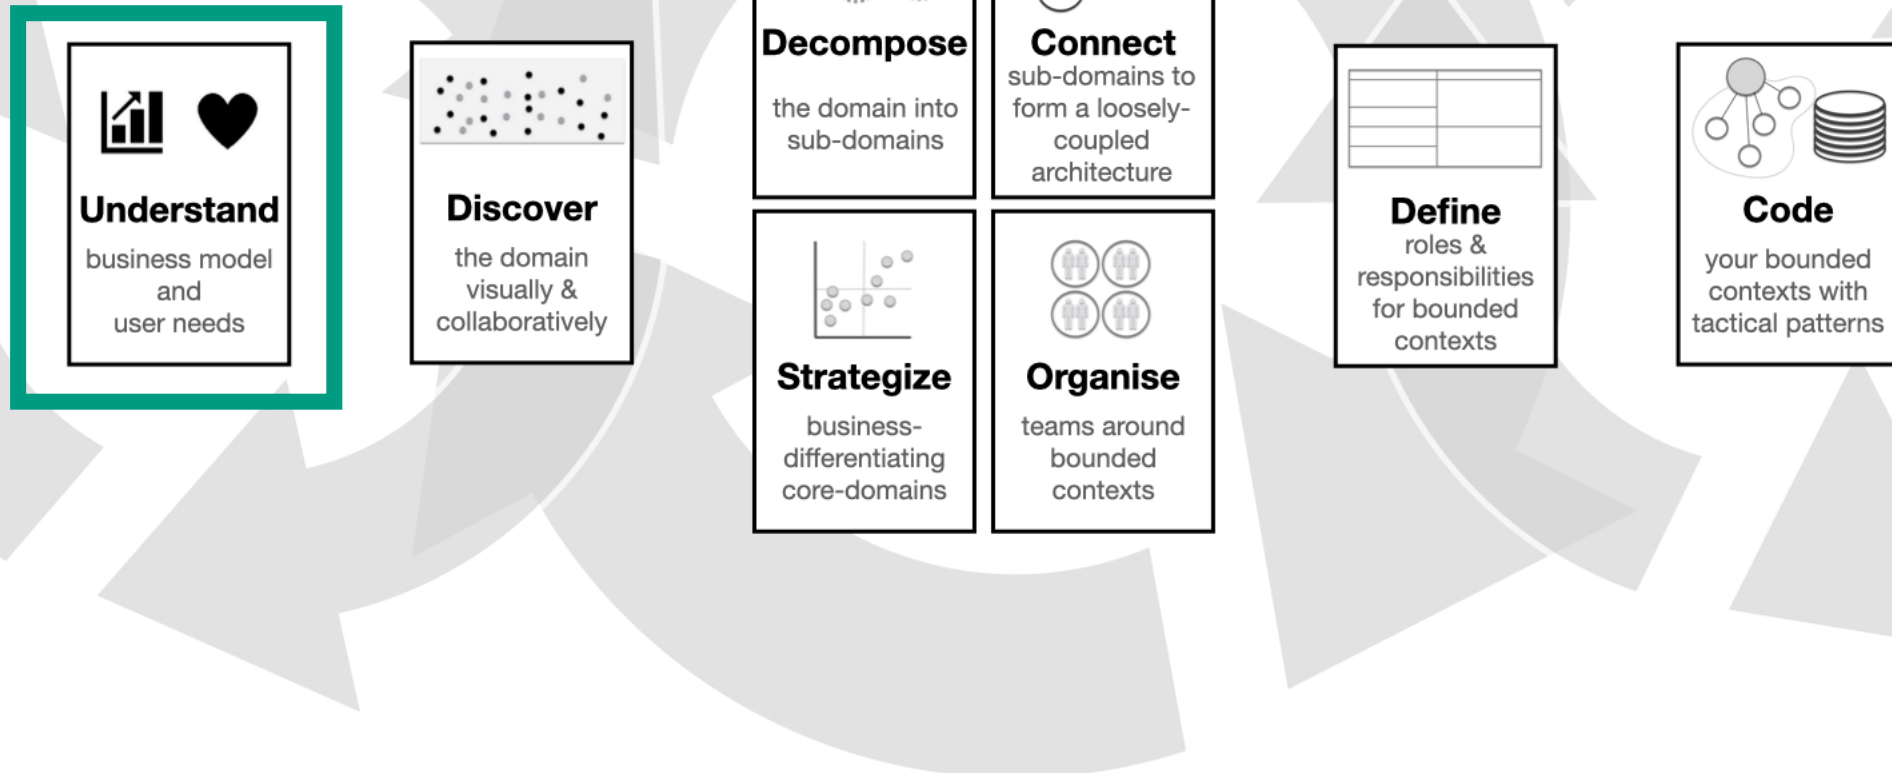 Understand
business model
and
user needs
Discover
the domain
visually &
collaboratively
Decompose
the domain into
sub-domains
Connect
sub-domains to
form a loosely-
coupled
architecture
Strategize
business-
differentiating
core-domains
Organise
teams around
bounded
contexts
Define
roles &
responsibilities
for bounded
contexts
Code
your bounded
contexts with
tactical patterns